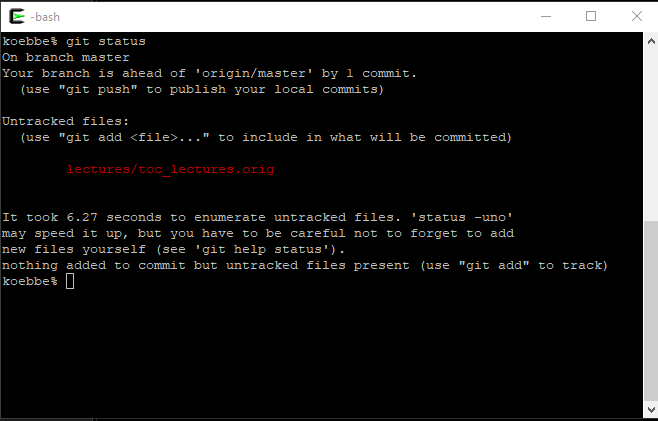 -bash
koebbe% git status
On branch master
Your branch is ahead of 'origin/master' by 1 commit.
  (use "git push" to publish your local commits)
Untracked files:
  (use "git add <file>..." to include in what will be committed)
        lectures/toc_lectures.orig
It took 6.27 seconds to enumerate untracked files. 'status -uno'
may speed it up, but you have to be careful not to forget to add
new files yourself (see 'git help status').
nothing added to commit but untracked files present (use "git add" to track)
koebbe%